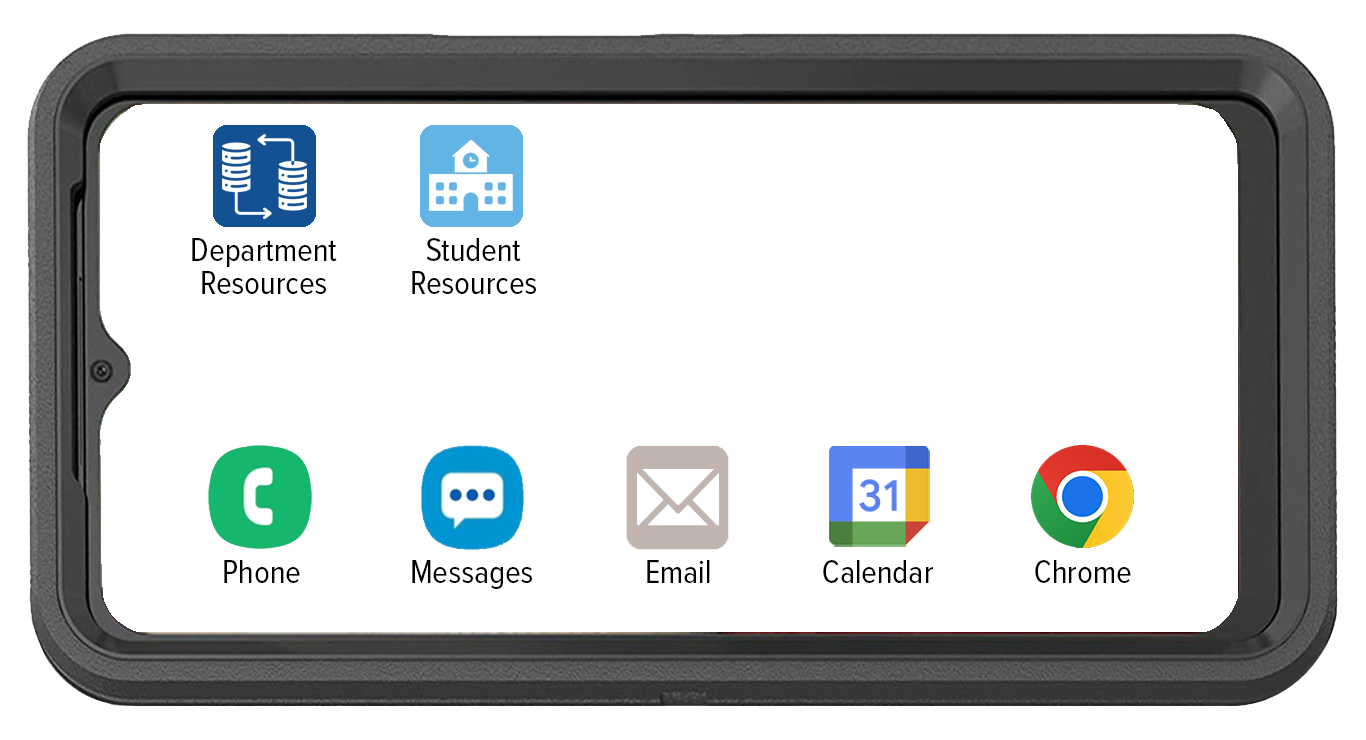 Department
Resources
Student
Resources
31
Phone
Messages
Email
Calendar
Chrome